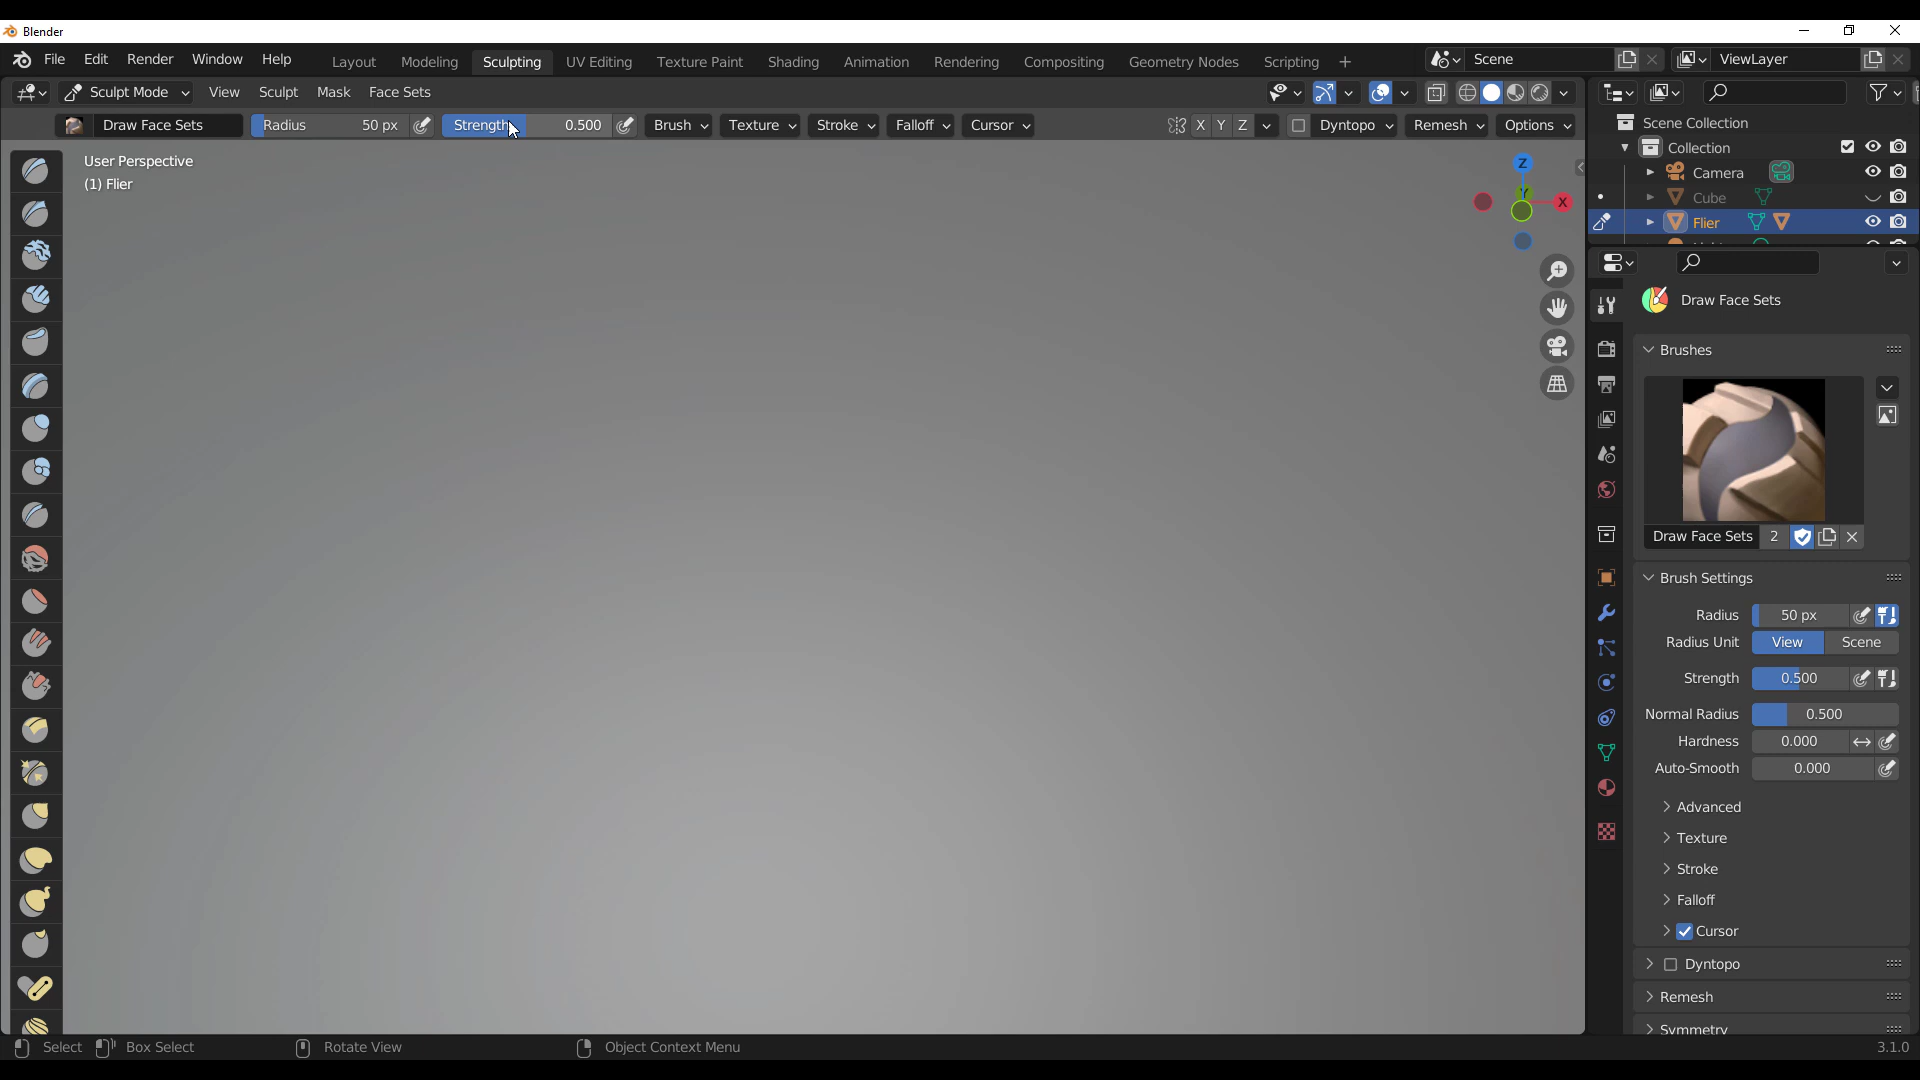 Blender
File Edit Render Window Help Layout Modeling Sculpting UV Editing Texture Paint Shading Animation Rendering Compositing Geometry Nodes Scripting + Scene ViewLayer
Sculpt Mode View Sculpt Mask Face Sets
Draw Face Sets Radius 50 px Strength 0.500 Brush Texture Stroke Falloff Cursor X Y Z Dyntopo Remesh Options
User Perspective
(1) Flier
Z
Y
X
Scene Collection
Collection
Camera
Cube
Flier
Draw Face Sets
Brushes
Draw Face Sets 2
Brush Settings
Radius 50 px
Radius Unit View Scene
Strength 0.500
Normal Radius 0.500
Hardness 0.000
Auto-Smooth 0.000
Advanced
Texture
Stroke
Falloff
Cursor
Dyntopo
Remesh
Symmetry
Select Box Select Rotate View Object Context Menu 3.1.0